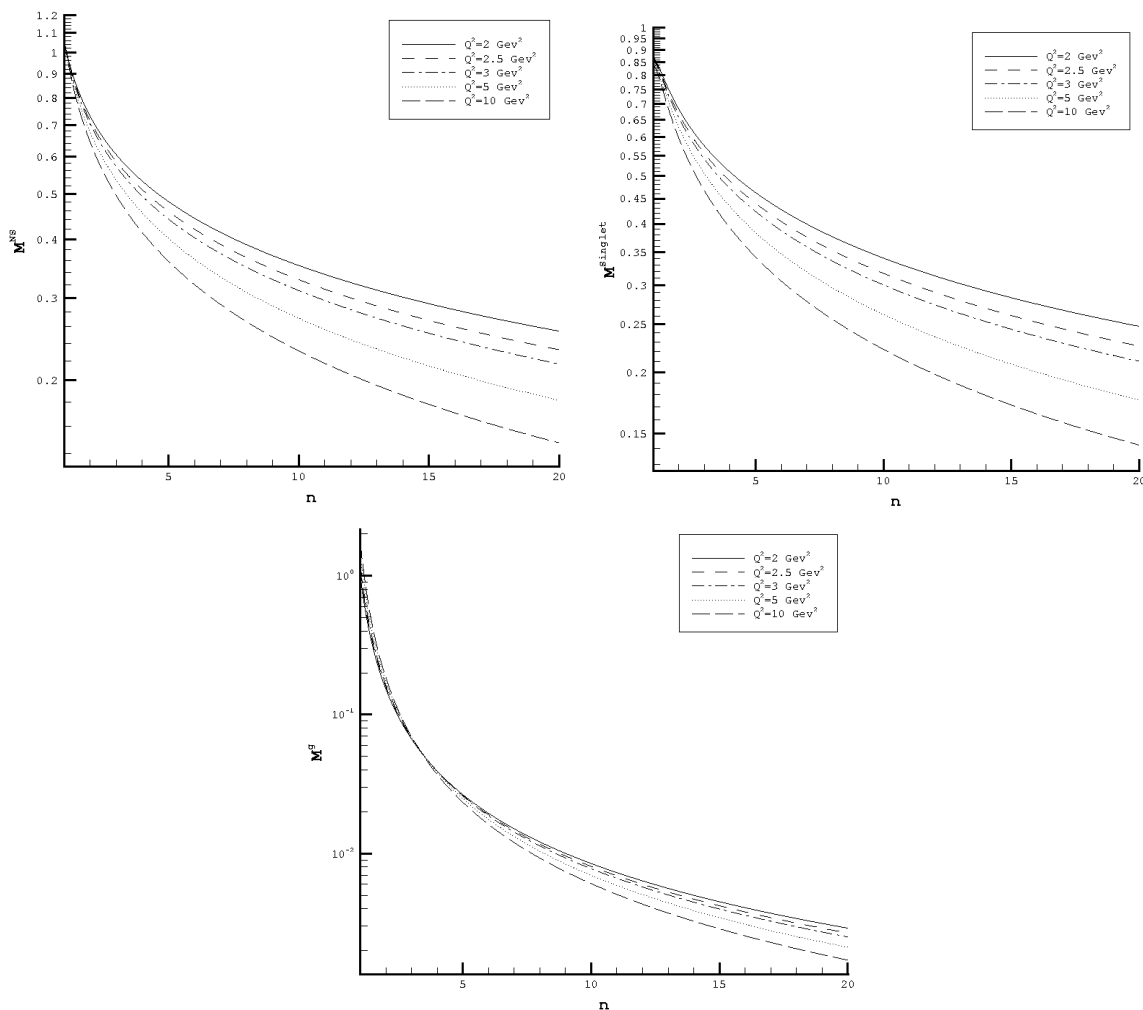 1.2
1
0.9
0.8
0.7
0.6
0.5
0.4
0.3
0.2
M^NS
5 10 15 20
n
Q²=2 Gev²
Q²=2.5 Gev²
Q²=3 Gev²
Q²=5 Gev²
Q²=10 Gev²
1
0.95
0.9
0.85
0.8
0.75
0.7
0.65
0.6
0.55
0.5
0.45
0.4
0.35
0.3
0.25
0.2
0.15
M^Singlet
5 10 15 20
n
Q²=2 Gev²
Q²=2.5 Gev²
Q²=3 Gev²
Q²=5 Gev²
Q²=10 Gev²
10⁰
10⁻¹
10⁻²
M^g
5 10 15 20
n
Q²=2 Gev²
Q²=2.5 Gev²
Q²=3 Gev²
Q²=5 Gev²
Q²=10 Gev²